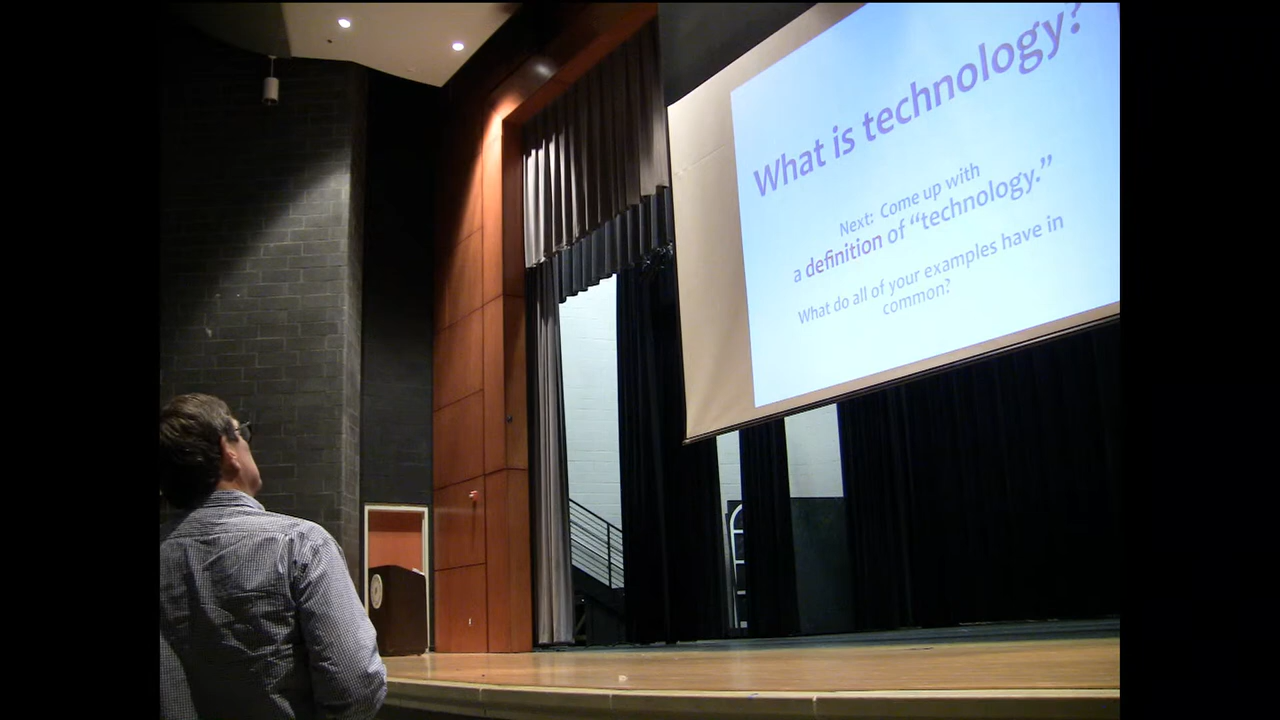 What is technology?
Next: Come up with
a definition of “technology.”
What do all of your examples have in
common?